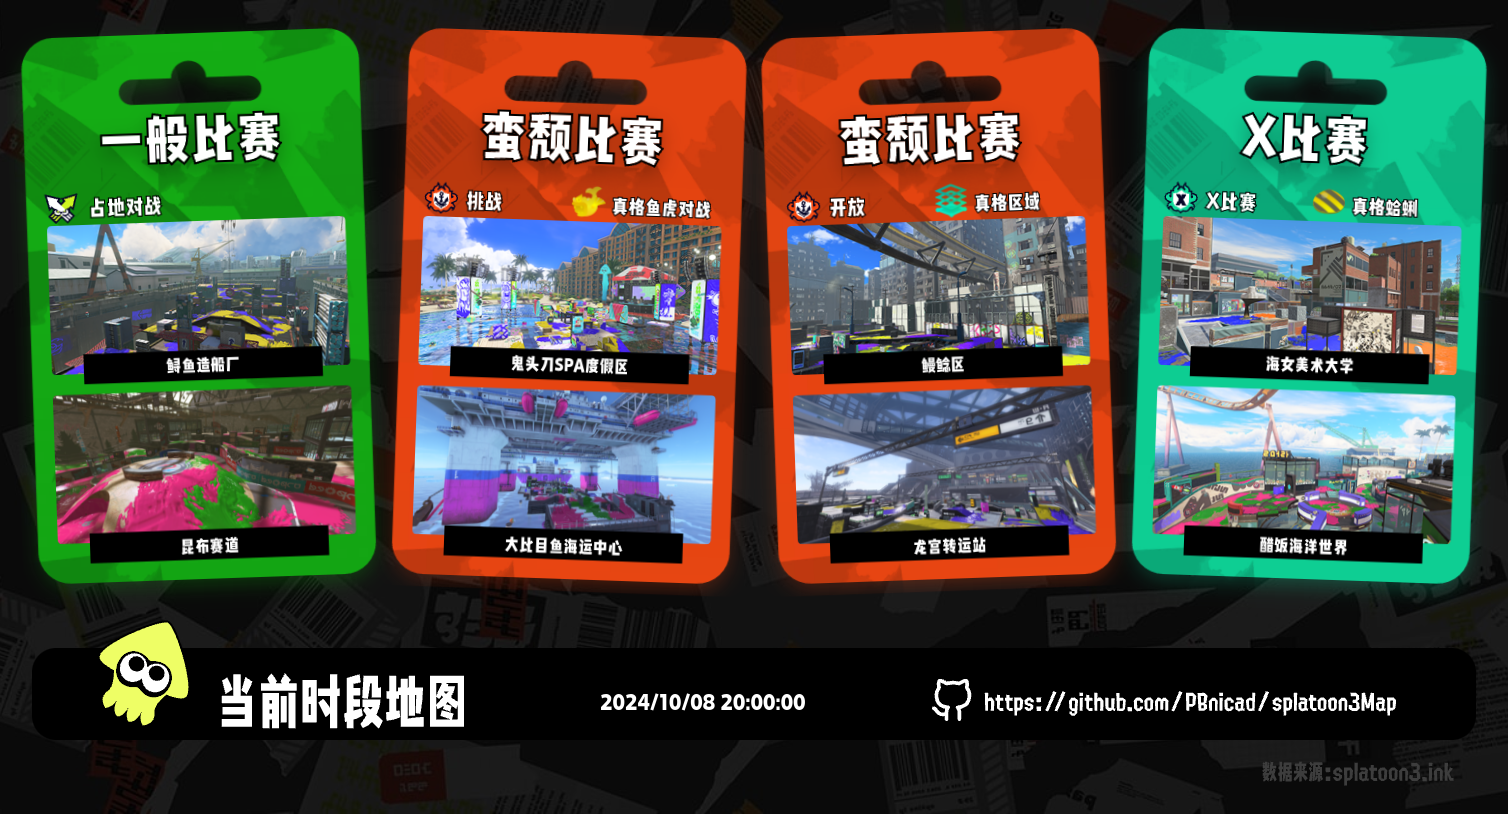 一般比赛
占地对战
鲟鱼造船厂
昆布赛道
蛮颓比赛
挑战
真格鱼虎对战
鬼头刀SPA度假区
大比目鱼海运中心
蛮颓比赛
开放
真格区域
鳗鲶区
龙宫转运站
X比赛
X比赛
真格蛤蜊
海女美术大学
醋饭海洋世界
当前时段地图
2024/10/08 20:00:00
https://github.com/PBnicad/splatoon3Map
数据来源:splatoon3.ink